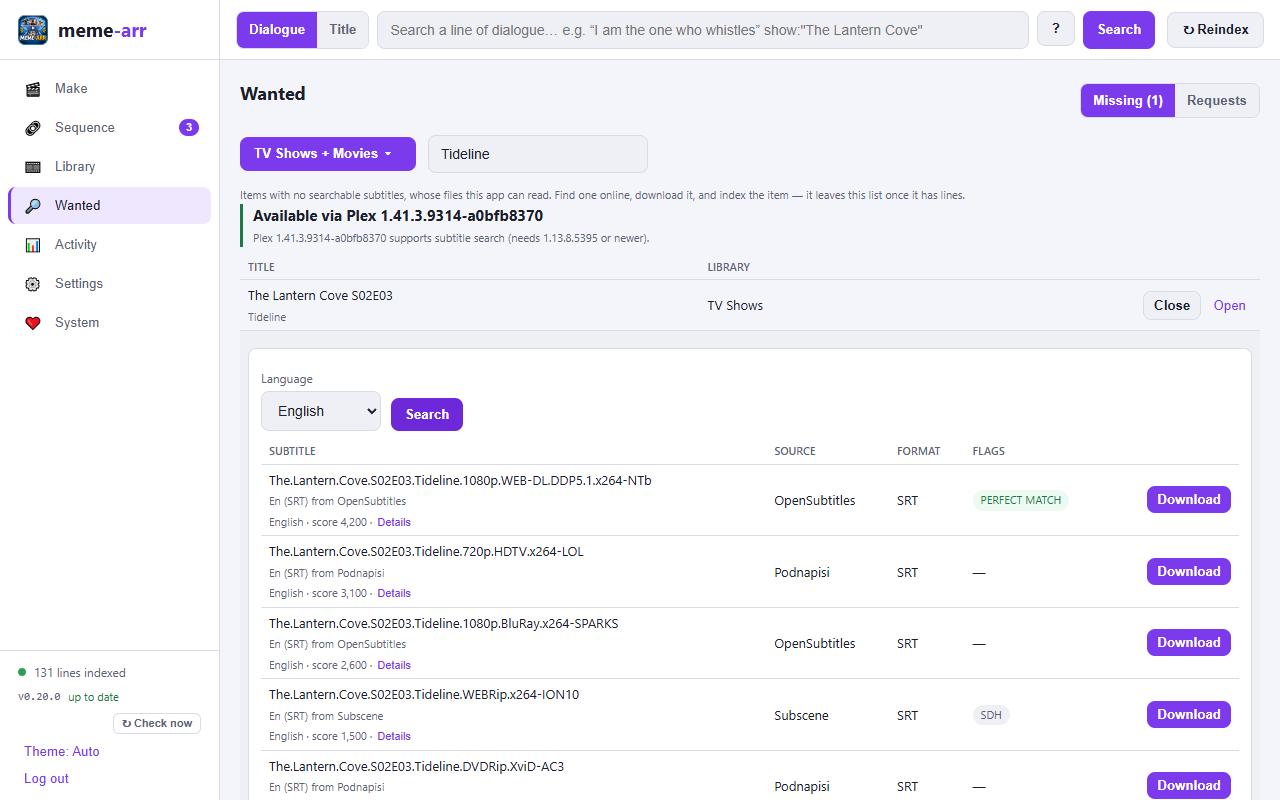 meme-arr
Dialogue
Title
Search a line of dialogue… e.g. “I am the one who whistles” show:"The Lantern Cove"
?
Search
↻ Reindex
Make
Sequence
3
Library
Wanted
Activity
Settings
System
131 lines indexed
v0.20.0 up to date
↻ Check now
Theme: Auto
Log out
Wanted
Missing (1)
Requests
TV Shows + Movies
Tideline
Items with no searchable subtitles, whose files this app can read. Find one online, download it, and index the item — it leaves this list once it has lines.
Available via Plex 1.41.3.9314-a0bfb8370
Plex 1.41.3.9314-a0bfb8370 supports subtitle search (needs 1.13.8.5395 or newer).
TITLE LIBRARY
The Lantern Cove S02E03
Tideline
TV Shows
Close
Open
Language
English
Search
SUBTITLE SOURCE FORMAT FLAGS
The.Lantern.Cove.S02E03.Tideline.1080p.WEB-DL.DDP5.1.x264-NTb
En (SRT) from OpenSubtitles
English · score 4,200 · Details
OpenSubtitles SRT PERFECT MATCH Download
The.Lantern.Cove.S02E03.Tideline.720p.HDTV.x264-LOL
En (SRT) from Podnapisi
English · score 3,100 · Details
Podnapisi SRT — Download
The.Lantern.Cove.S02E03.Tideline.1080p.BluRay.x264-SPARKS
En (SRT) from OpenSubtitles
English · score 2,600 · Details
OpenSubtitles SRT — Download
The.Lantern.Cove.S02E03.Tideline.WEBRip.x264-ION10
En (SRT) from Subscene
English · score 1,500 · Details
Subscene SRT SDH Download
The.Lantern.Cove.S02E03.Tideline.DVDRip.XviD-AC3
En (SRT) from Podnapisi
Podnapisi SRT — Download